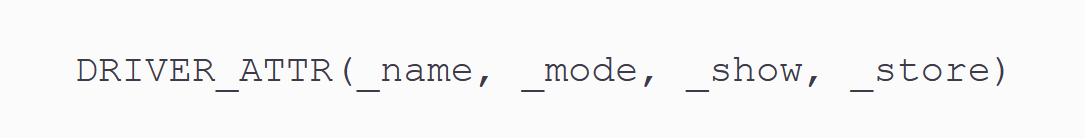 DRIVER_ATTR(_name, _mode, _show, _store)